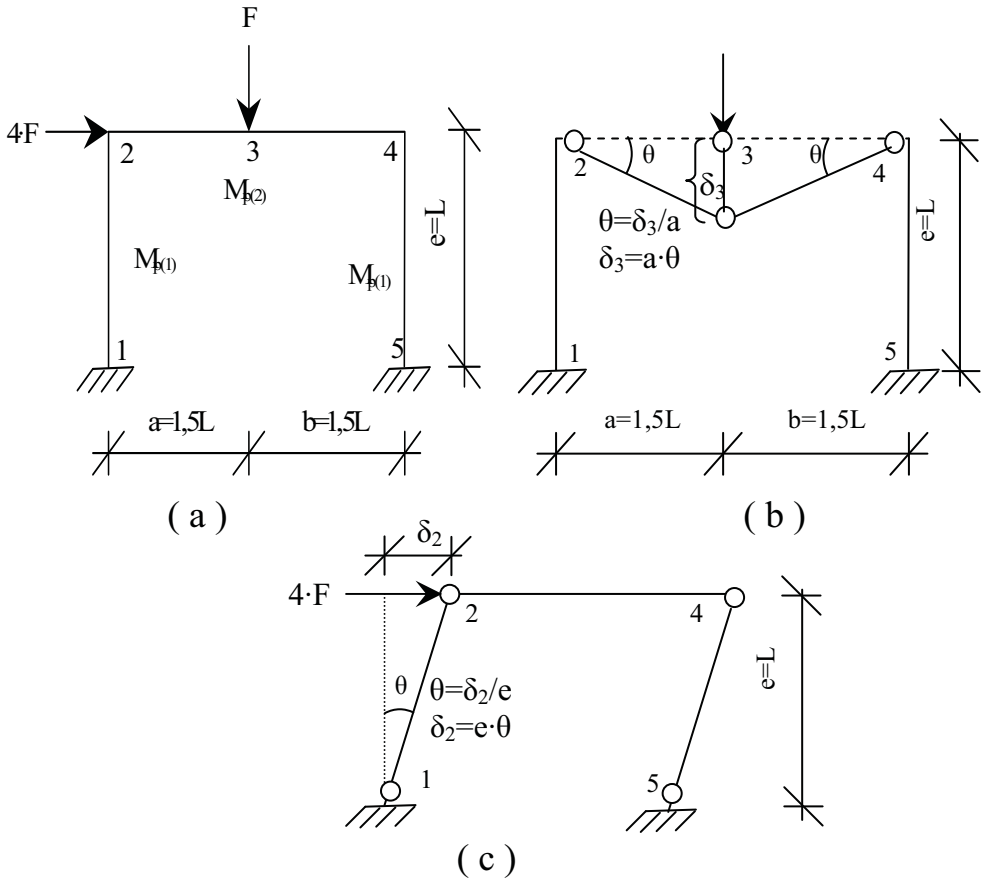 F
4·F
2
3
4
M_p(2)
M_p(1)
M_p(1)
e=L
1
5
a=1,5L
b=1,5L
( a )
θ
3
θ
2
δ₃
4
θ=δ₃/a
δ₃=a·θ
e=L
1
5
a=1,5L
b=1,5L
( b )
δ₂
4·F
2
4
θ
θ=δ₂/e
δ₂=e·θ
e=L
1
5
( c )